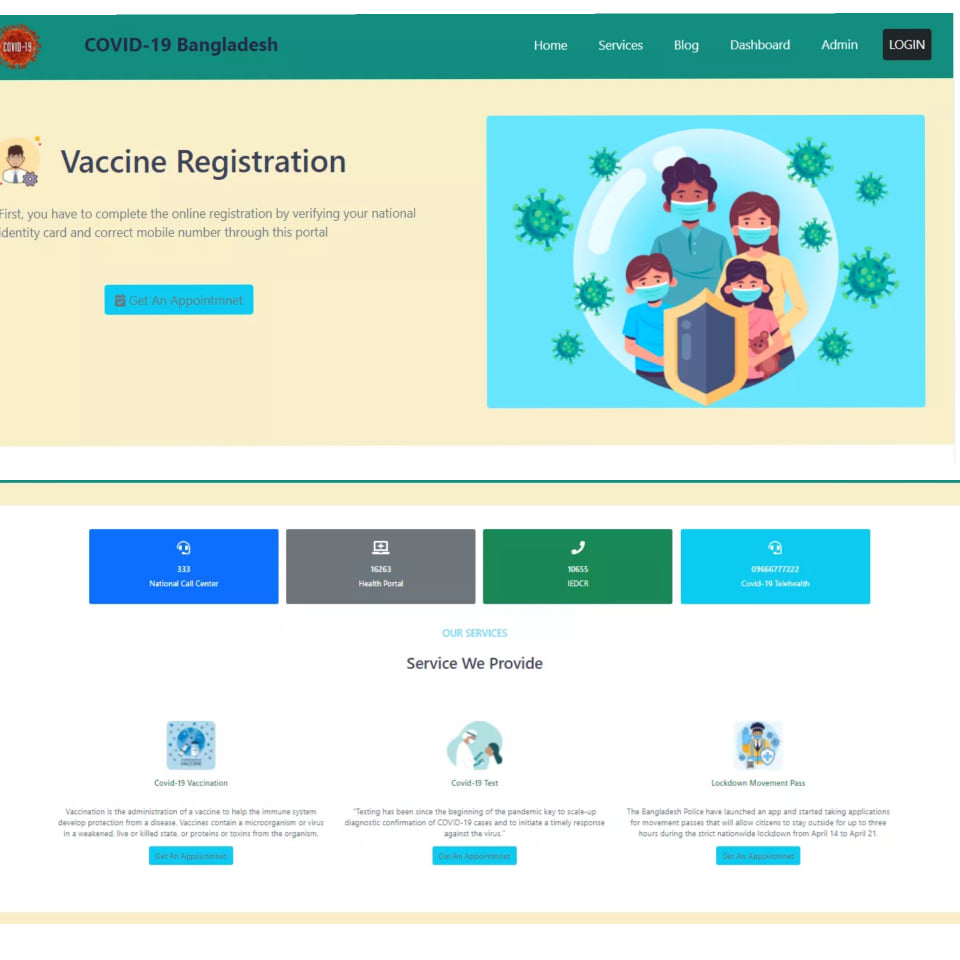 COVID-19
COVID-19 Bangladesh
Home Services Blog Dashboard Admin LOGIN
Vaccine Registration
First, you have to complete the online registration by verifying your national
identity card and correct mobile number through this portal
Get An Appointmnet
333
National Call Center
16263
Health Portal
10655
IEDCR
09666777222
Covid-19 Telehealth
OUR SERVICES
Service We Provide
VACCINE
Covid-19 Vaccination
Vaccination is the administration of a vaccine to help the immune system
develop protection from a disease. Vaccines contain a microorganism or virus
in a weakened, live or killed state, or proteins or toxins from the organism.
Get An Appointmnet
Covid-19 Test
"Testing has been since the beginning of the pandemic key to scale-up
diagnostic confirmation of COVID-19 cases and to initiate a timely response
against the virus."
Get An Appointmnet
Lockdown Movement Pass
The Bangladesh Police have launched an app and started taking applications
for movement passes that will allow citizens to stay outside for up to three
hours during the strict nationwide lockdown from April 14 to April 21.
Get An Appointmnet